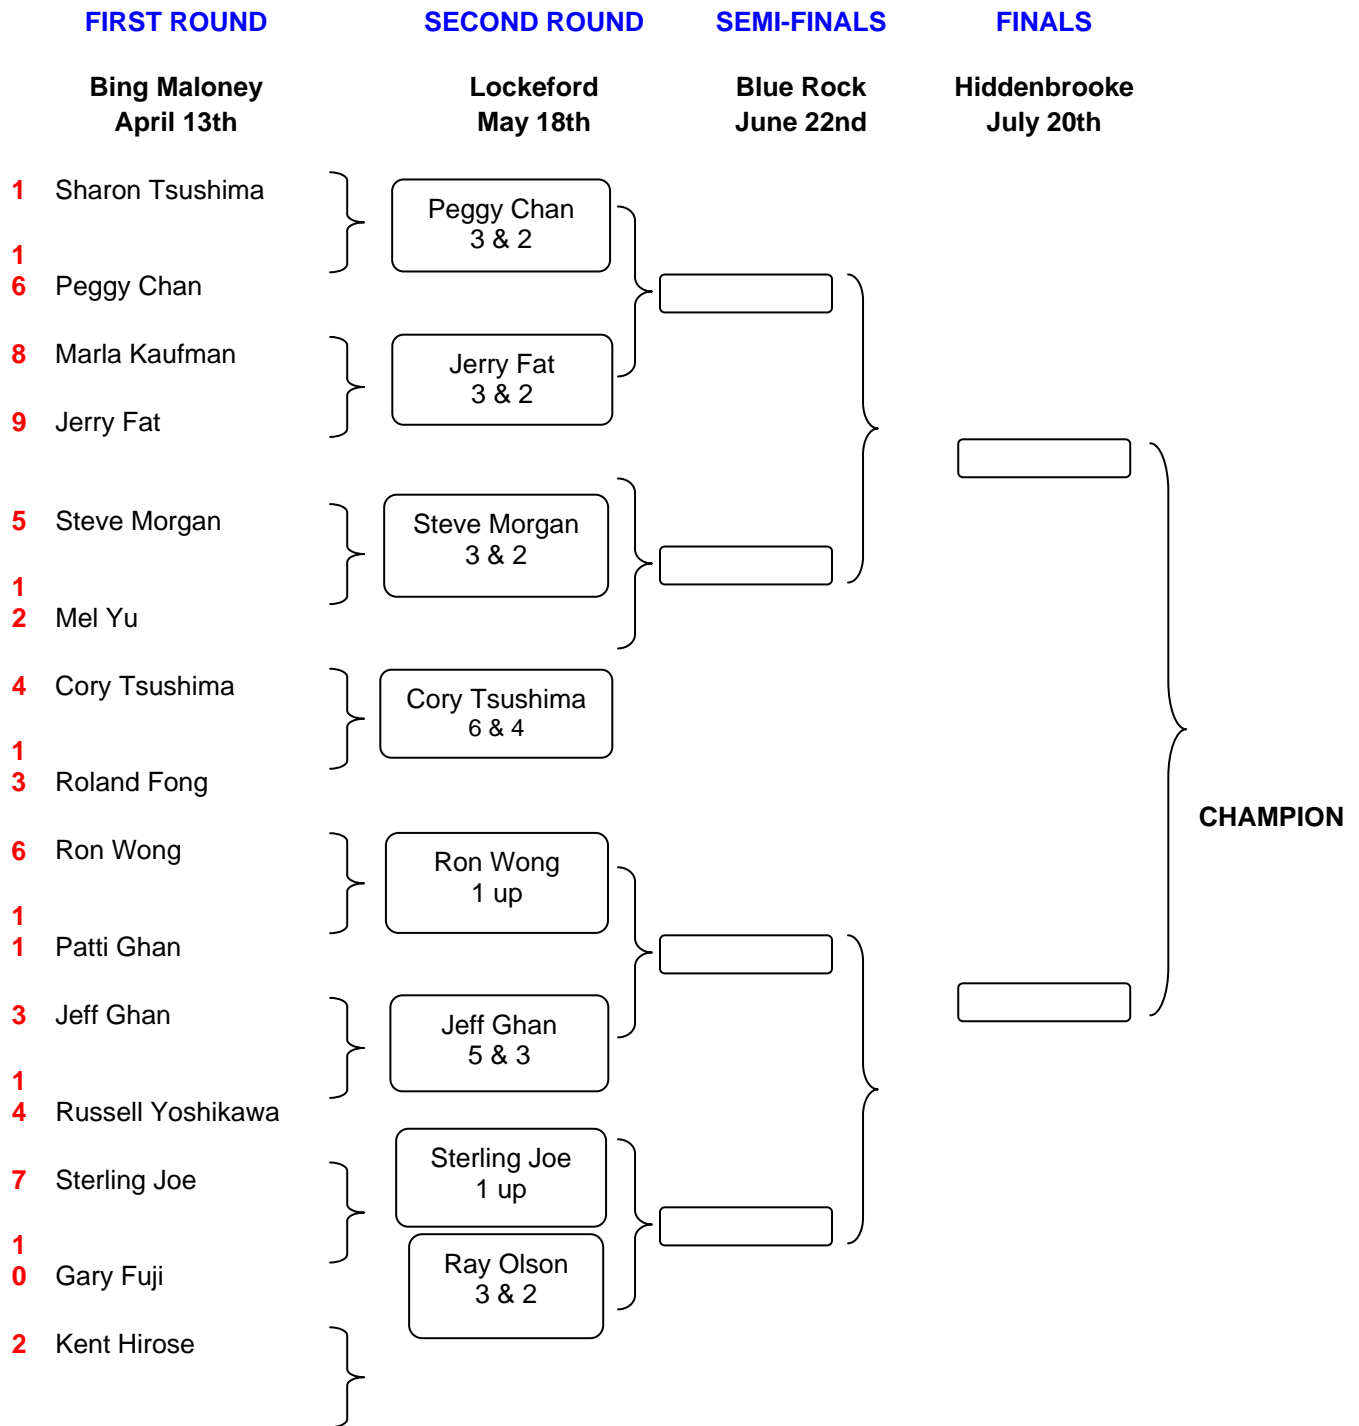 FIRST ROUND SECOND ROUND SEMI-FINALS FINALS
Bing Maloney Lockeford Blue Rock Hiddenbrooke
April 13th May 18th June 22nd July 20th
1 Sharon Tsushima
Peggy Chan
3 & 2
1
6 Peggy Chan
8 Marla Kaufman
Jerry Fat
3 & 2
9 Jerry Fat
5 Steve Morgan
Steve Morgan
3 & 2
1
2 Mel Yu
4 Cory Tsushima
Cory Tsushima
6 & 4
1
3 Roland Fong
CHAMPION
6 Ron Wong
Ron Wong
1 up
1
1 Patti Ghan
3 Jeff Ghan
Jeff Ghan
5 & 3
1
4 Russell Yoshikawa
Sterling Joe
1 up
7 Sterling Joe
1
0 Gary Fuji
Ray Olson
3 & 2
2 Kent Hirose